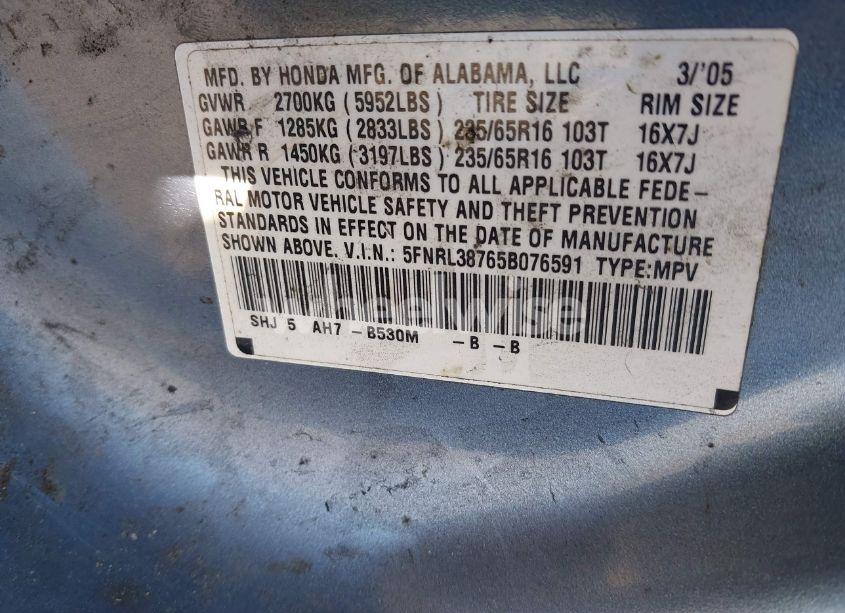 MFD. BY HONDA MFG. OF ALABAMA, LLC 3/'05
GVWR 2700KG (5952LBS) TIRE SIZE RIM SIZE
GAWR F 1285KG (2833LBS) 235/65R16 103T 16X7J
GAWR R 1450KG (3197LBS) 235/65R16 103T 16X7J
THIS VEHICLE CONFORMS TO ALL APPLICABLE FEDE-
RAL MOTOR VEHICLE SAFETY AND THEFT PREVENTION
STANDARDS IN EFFECT ON THE DATE OF MANUFACTURE
SHOWN ABOVE. V.I.N.: 5FNRL38765B076591 TYPE:MPV
SHJ 5 AH7 -B530M -B -B